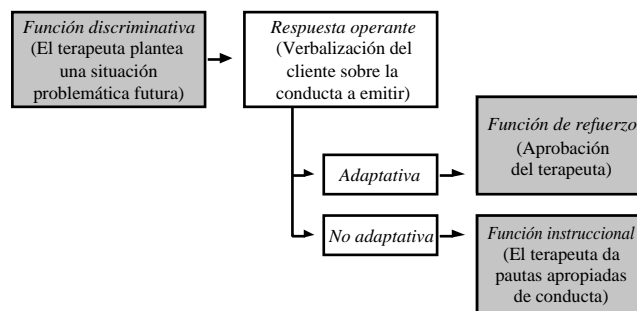 Función discriminativa
(El terapeuta plantea
una situación
problemática futura)
Respuesta operante
(Verbalización del
cliente sobre la
conducta a emitir)
Adaptativa
Función de refuerzo
(Aprobación
del terapeuta)
No adaptativa
Función instruccional
(El terapeuta da
pautas apropiadas
de conducta)